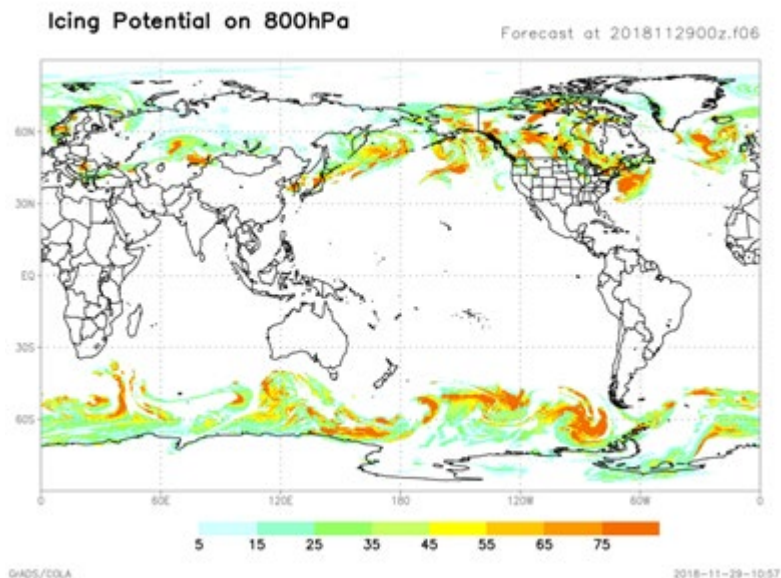 Icing Potential on 800hPa
Forecast at 2018112900z.f06
60N
30N
EQ
30S
60S
0 60E 120E 180 120W 60W 0
5 15 25 35 45 55 65 75
GrADS/COLA 2018-11-29-10:57